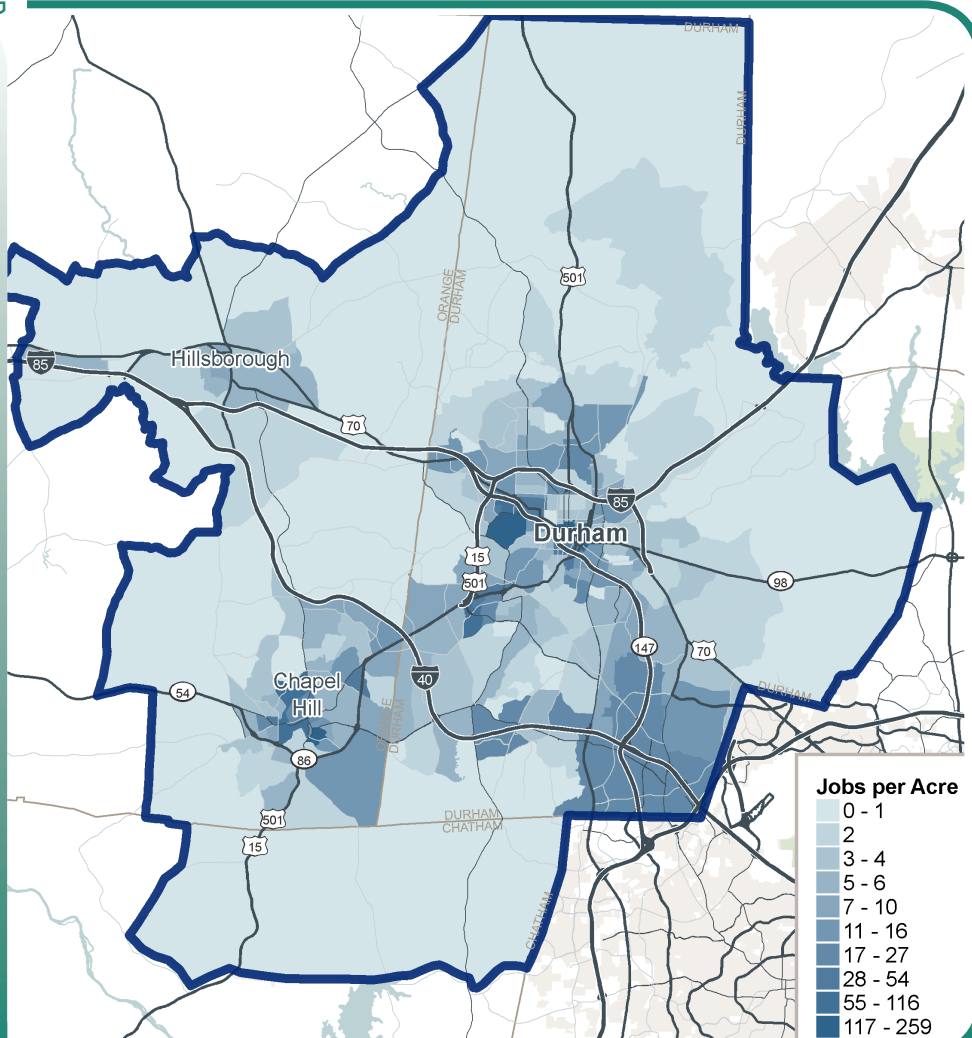 DURHAM
DURHAM
ORANGE
DURHAM
501
Hillsborough
85
70
85
Durham
15
501
98
147
70
40
Chapel
Hill
54
DURHAM
ORANGE
DURHAM
86
501
DURHAM
CHATHAM
15
CHATHAM
Jobs per Acre
0 - 1
2
3 - 4
5 - 6
7 - 10
11 - 16
17 - 27
28 - 54
55 - 116
117 - 259